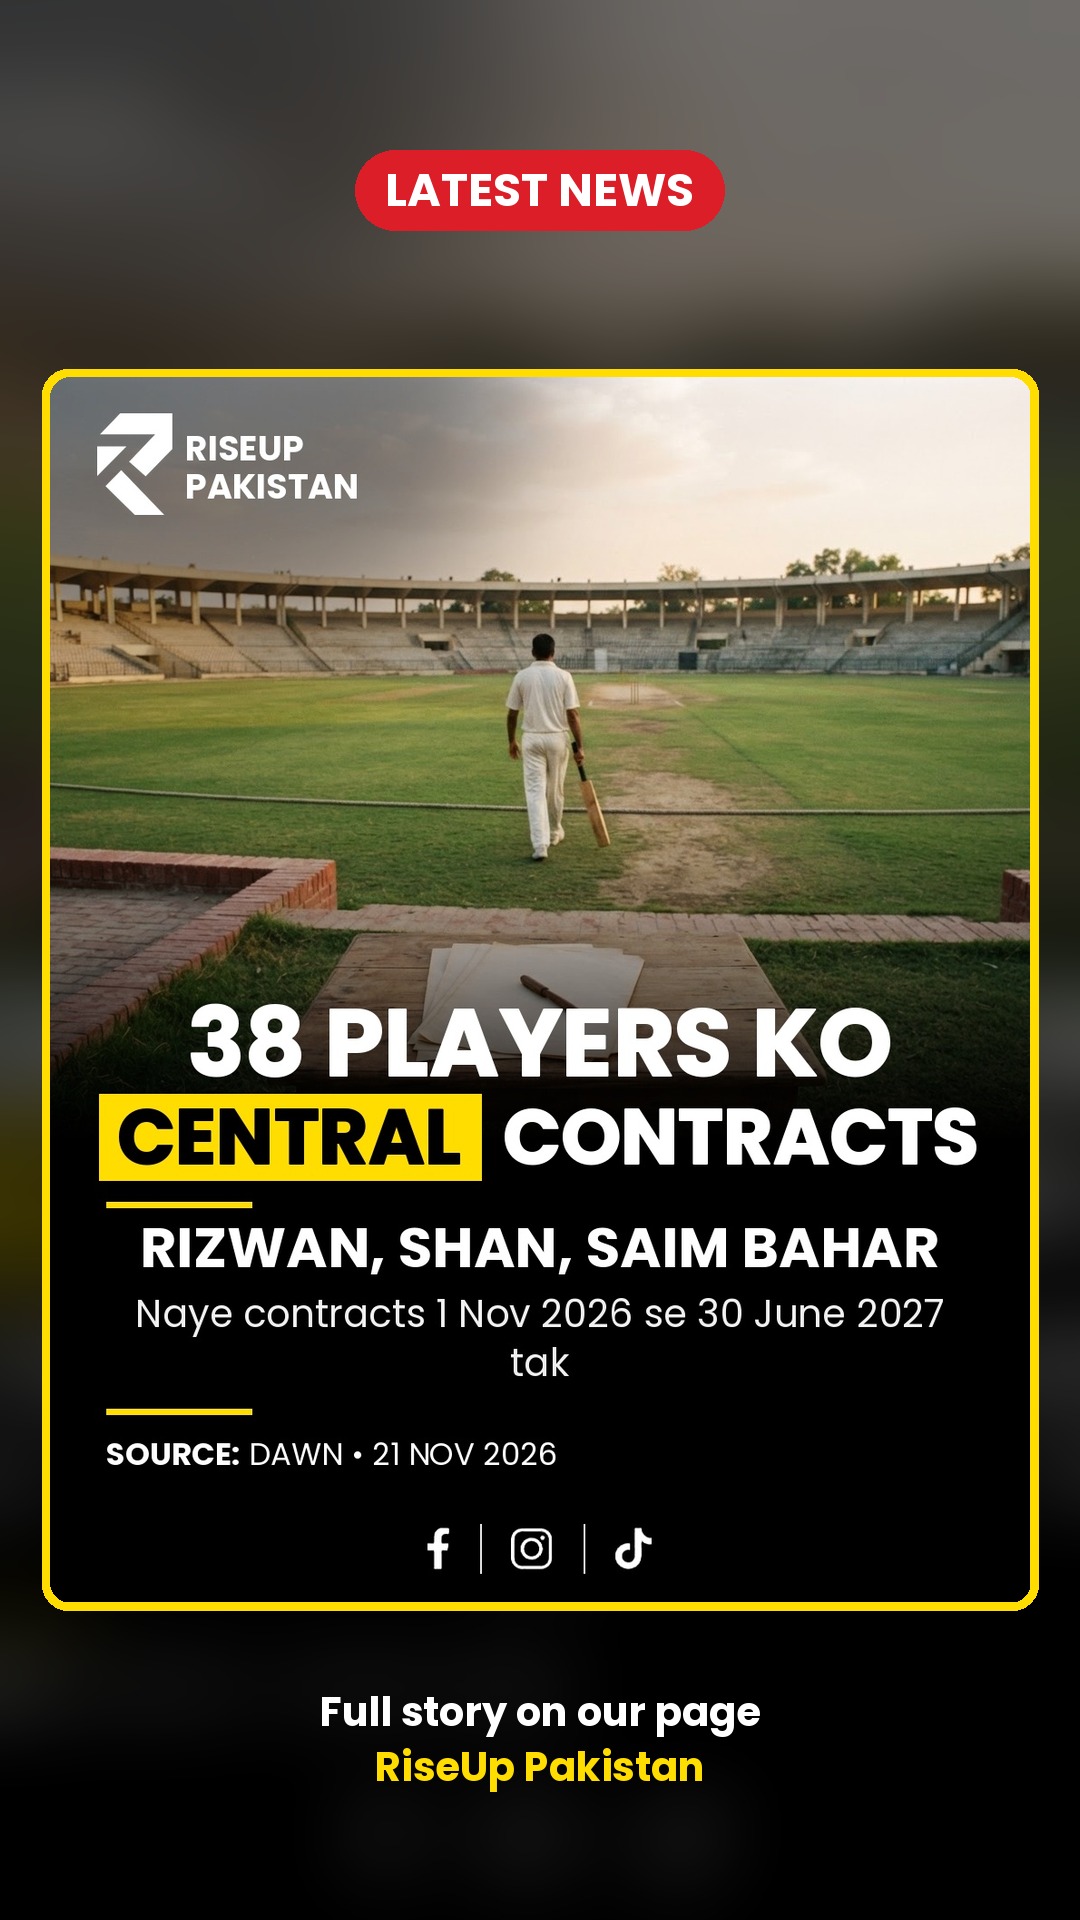 LATEST NEWS
RISEUP
PAKISTAN
38 PLAYERS KO
CENTRAL CONTRACTS
RIZWAN, SHAN, SAIM BAHAR
Naye contracts 1 Nov 2026 se 30 June 2027
tak
SOURCE: DAWN • 21 NOV 2026
Full story on our page
RiseUp Pakistan